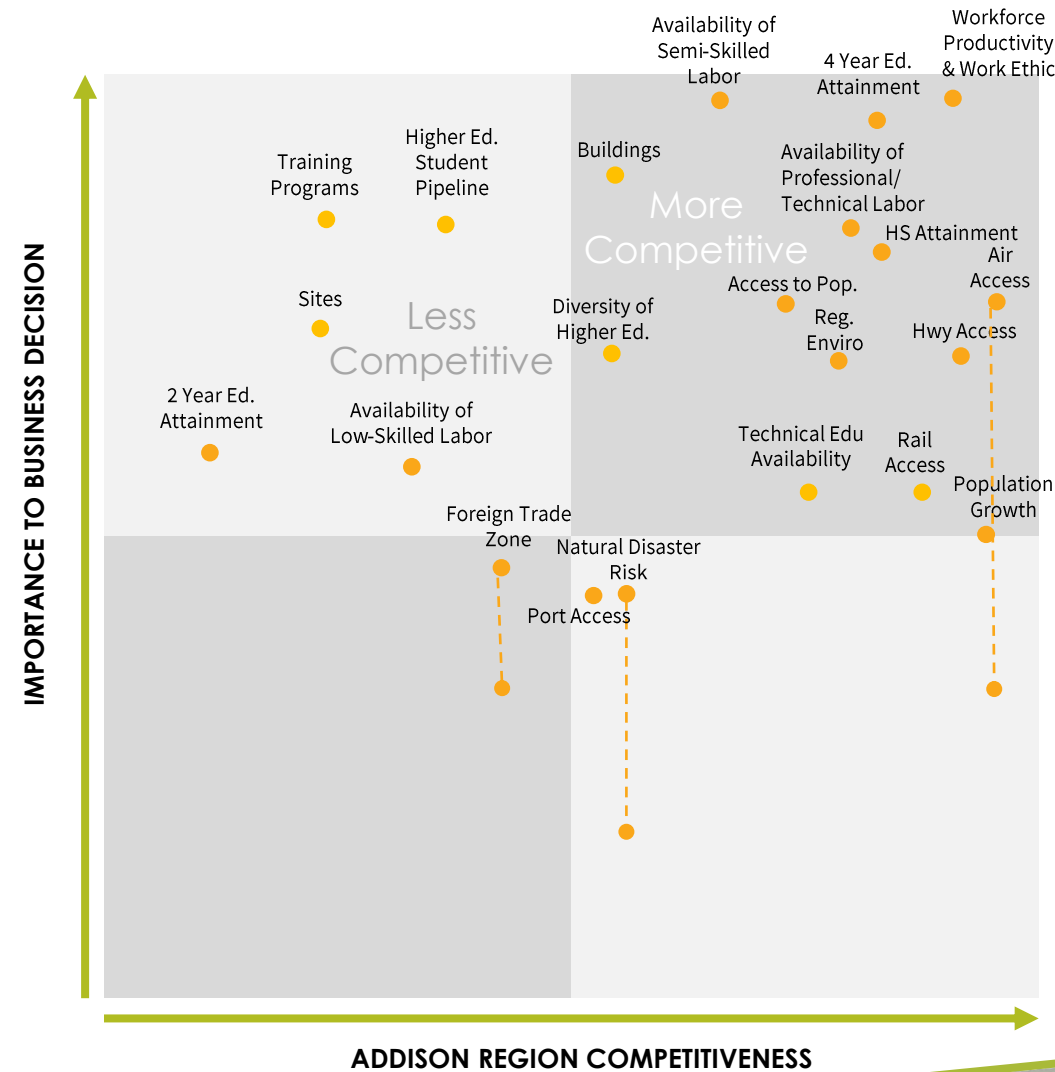 Availability of
Semi-Skilled
Labor
4 Year Ed.
Attainment
Workforce
Productivity
& Work Ethic
Training
Programs
Higher Ed.
Student
Pipeline
Buildings
Availability of
Professional/
Technical Labor
More
Competitive
HS Attainment
Air
Access
Access to Pop.
Sites
Less
Competitive
Diversity of
Higher Ed.
Reg.
Enviro
Hwy Access
2 Year Ed.
Attainment
Availability of
Low-Skilled Labor
Technical Edu
Availability
Rail
Access
Population
Growth
Foreign Trade
Zone
Natural Disaster
Risk
Port Access
IMPORTANCE TO BUSINESS DECISION
ADDISON REGION COMPETITIVENESS